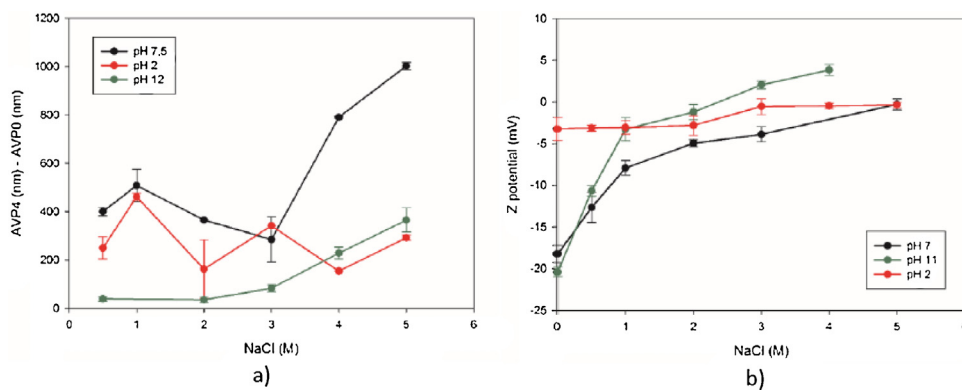 AVP4 (nm) - AVP0 (nm)
1200
1000
800
600
400
200
0
pH 7,5
pH 2
pH 12
0 1 2 3 4 5 6
NaCl (M)
a)
Z potential (mV)
10
5
0
-5
-10
-15
-20
-25
pH 7
pH 11
pH 2
0 1 2 3 4 5 6
NaCl (M)
b)